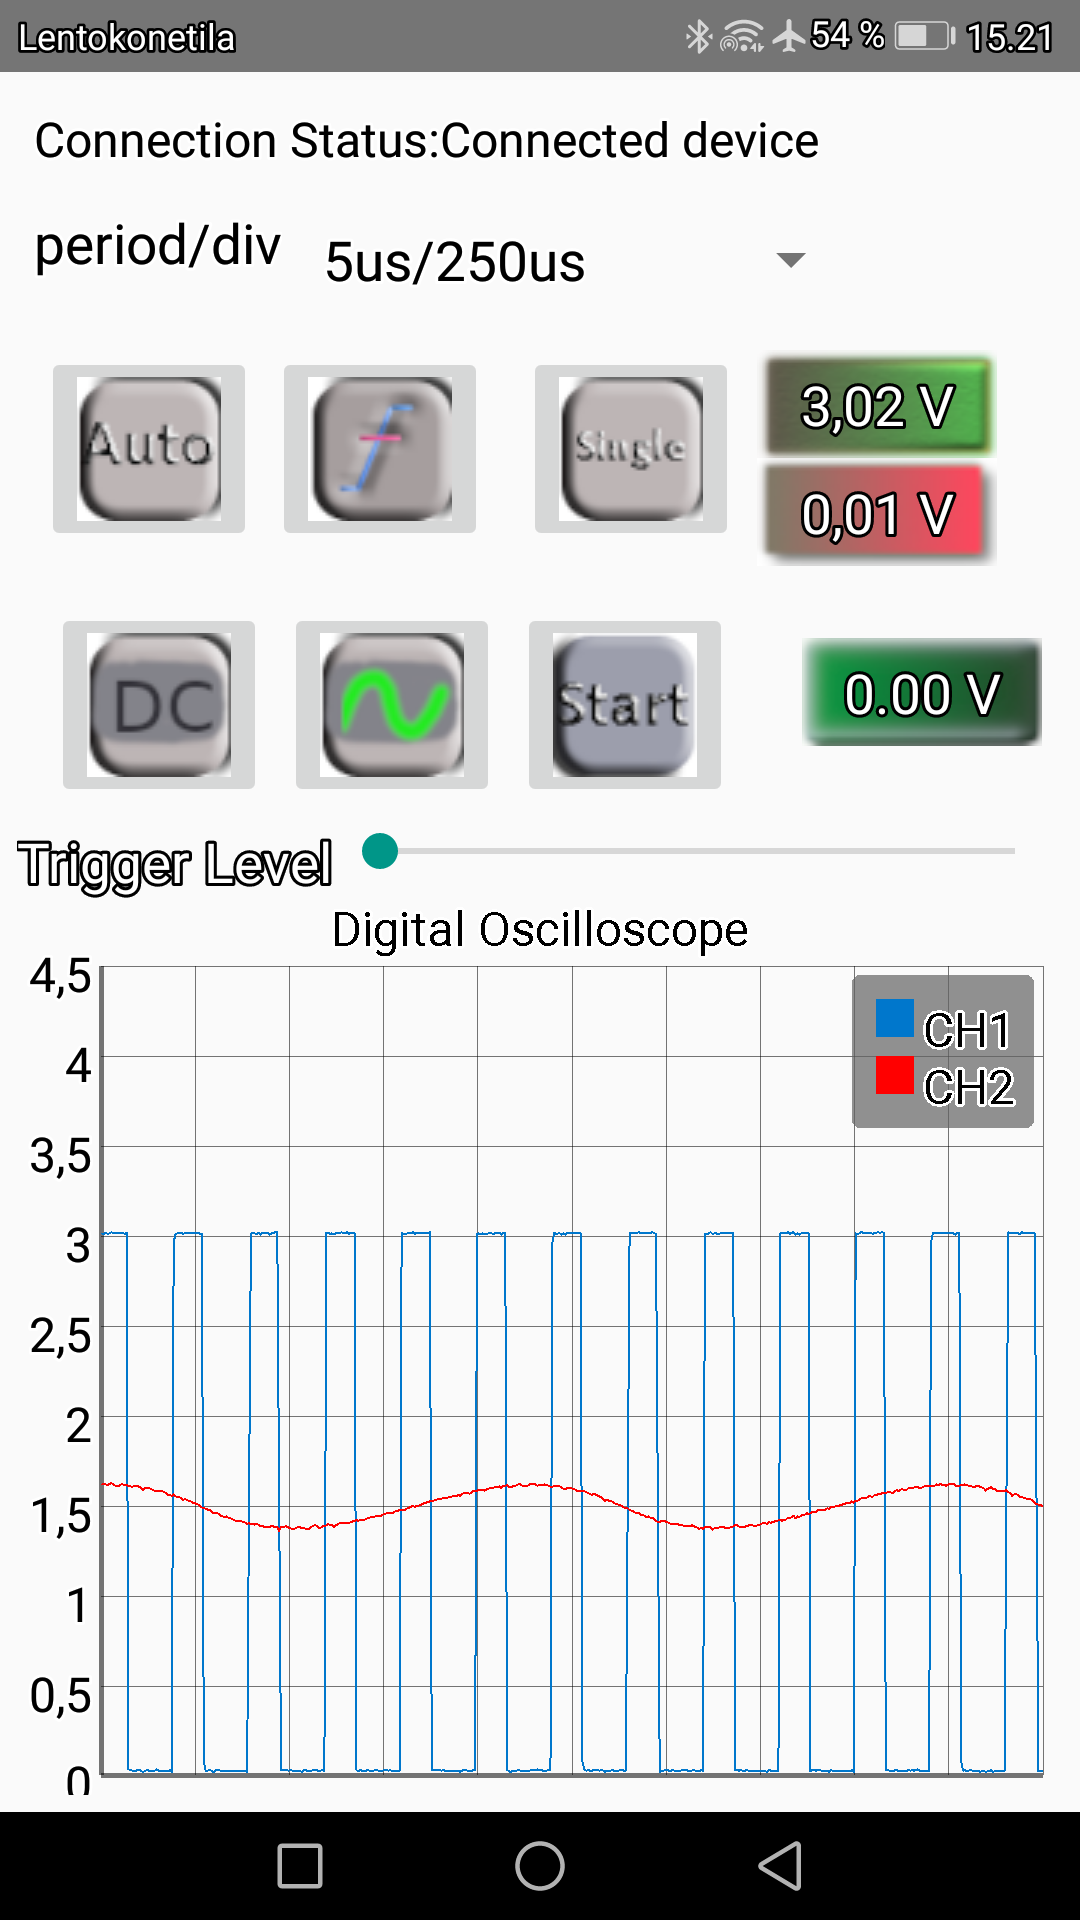 Lentokonetila 54 % 15.21
Connection Status:Connected device
period/div 5us/250us
Auto Single 3,02 V
0,01 V
DC Start 0.00 V
Trigger Level
Digital Oscilloscope
4,5
CH1
4
CH2
3,5
3
2,5
2
1,5
1
0,5
0